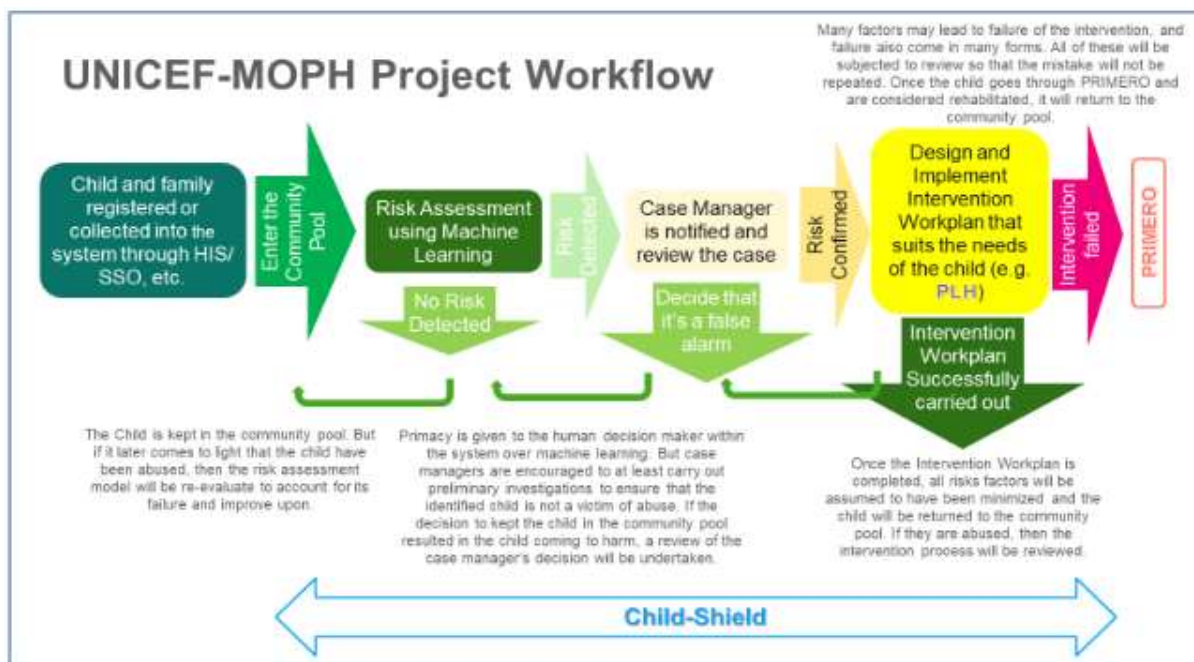 Many factors may lead to failure of the intervention, and
failure also come in many forms. All of these will be
subjected to review so that the mistake will not be
repeated. Once the child goes through PRIMERO and
are considered rehabilitated, it will return to the
community pool.
UNICEF-MOPH Project Workflow
Child and family
registered or
collected into the
system through HIS/
SSO, etc.
Enter the
Community
Pool
Risk Assessment
using Machine
Learning
Risk
Detected
Case Manager
is notified and
review the case
Risk
Confirmed
Design and
Implement
Intervention
Workplan that
suits the needs
of the child (e.g.
PLH)
Intervention
failed
PRIMERO
No Risk
Detected
Decide that
it's a false
alarm
Intervention
Workplan
Successfully
carried out
The Child is kept in the community pool. But
if it later comes to light that the child have
been abused, then the risk assessment
model will be re-evaluate to account for its
failure and improve upon.
Primacy is given to the human decision maker within
the system over machine learning. But case
managers are encouraged to at least carry out
preliminary investigations to ensure that the
identified child is not a victim of abuse. If the
decision to kept the child in the community pool
resulted in the child coming to harm, a review of the
case manager's decision will be undertaken.
Once the Intervention Workplan is
completed, all risks factors will be
assumed to have been minimized and the
child will be returned to the community
pool. If they are abused, then the
intervention process will be reviewed.
Child-Shield